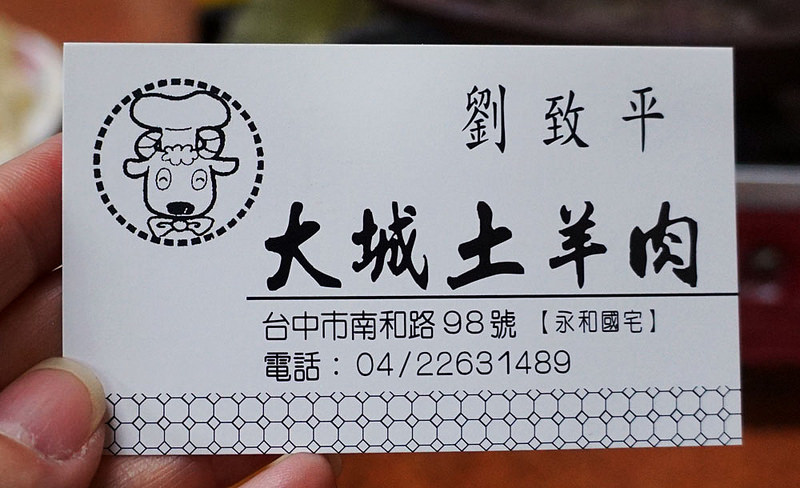 劉致平
大城土羊肉
台中市南和路98號【永和國宅】
電話：04/22631489